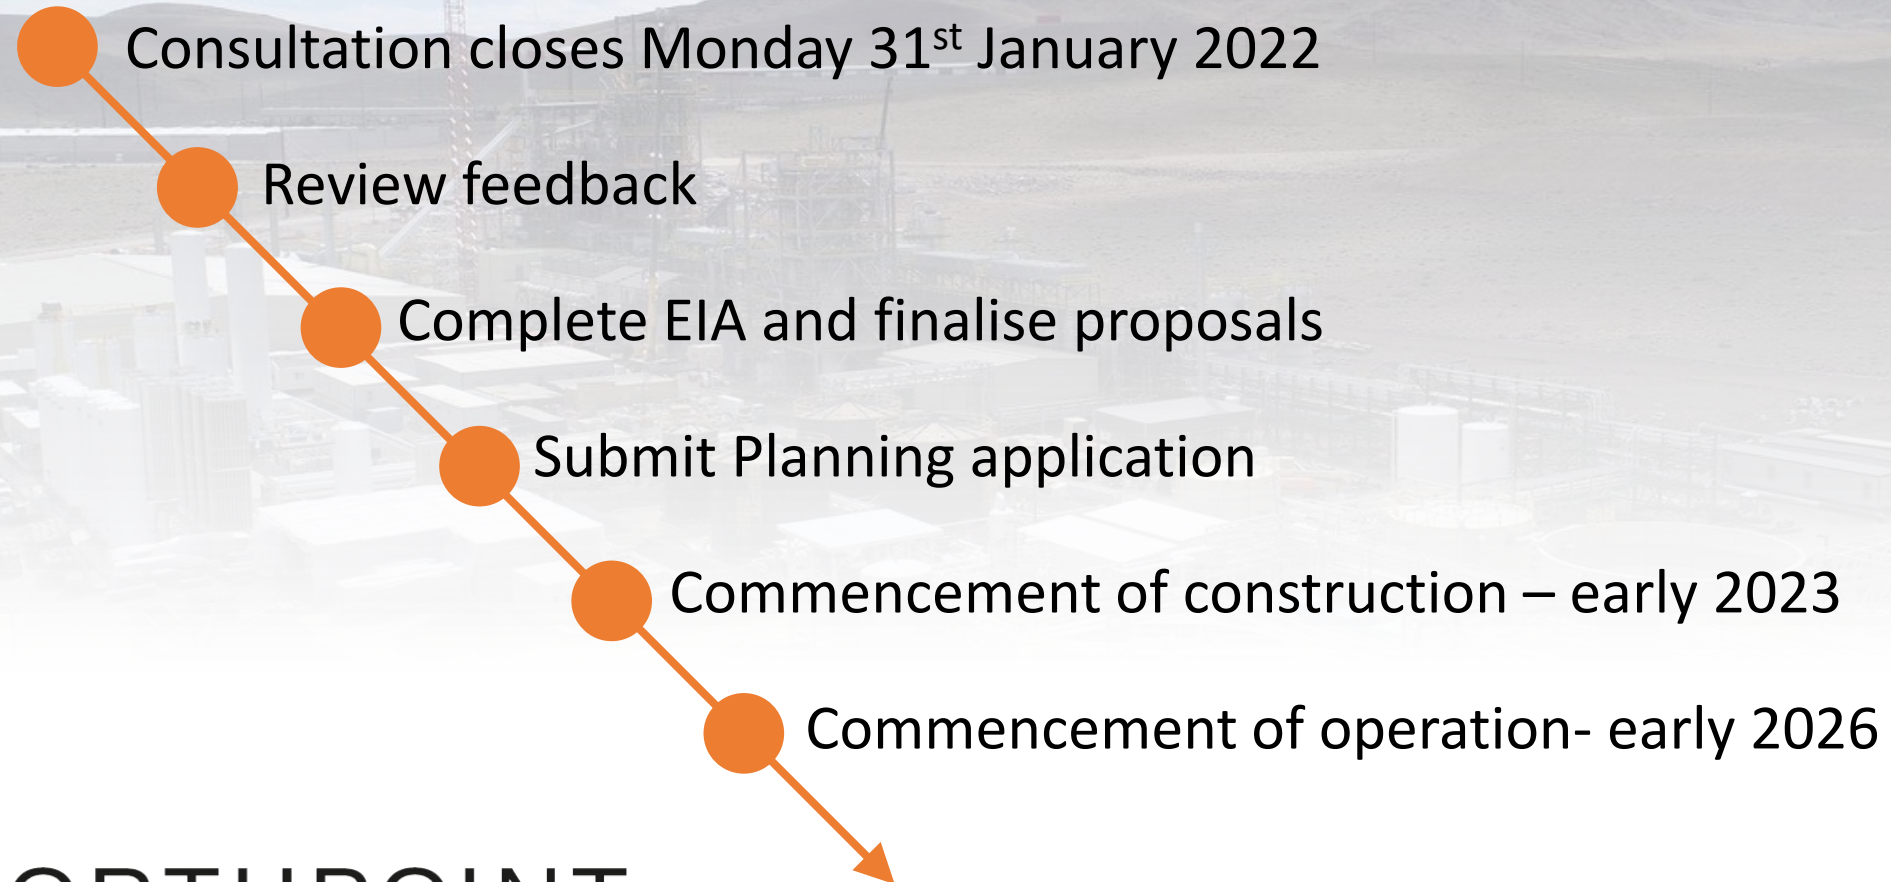 Consultation closes Monday 31st January 2022
Review feedback
Complete EIA and finalise proposals
Submit Planning application
Commencement of construction – early 2023
Commencement of operation- early 2026